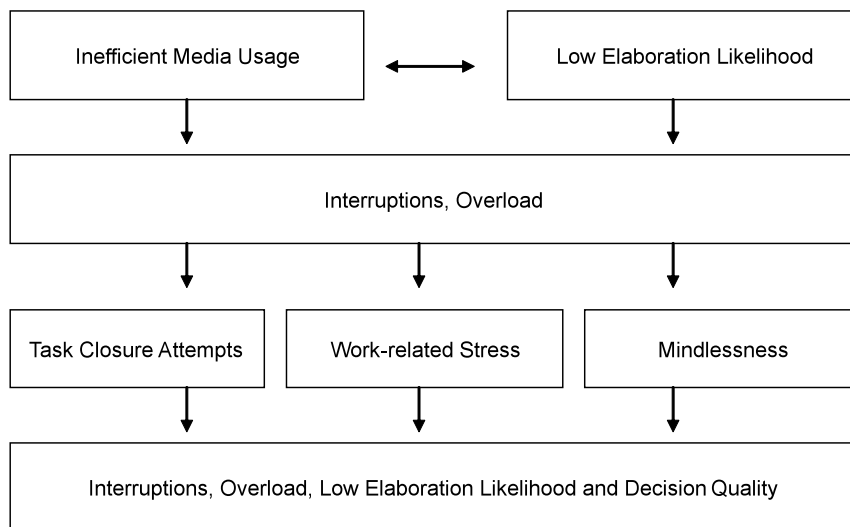 Inefficient Media Usage
Low Elaboration Likelihood
Interruptions, Overload
Task Closure Attempts
Work-related Stress
Mindlessness
Interruptions, Overload, Low Elaboration Likelihood and Decision Quality